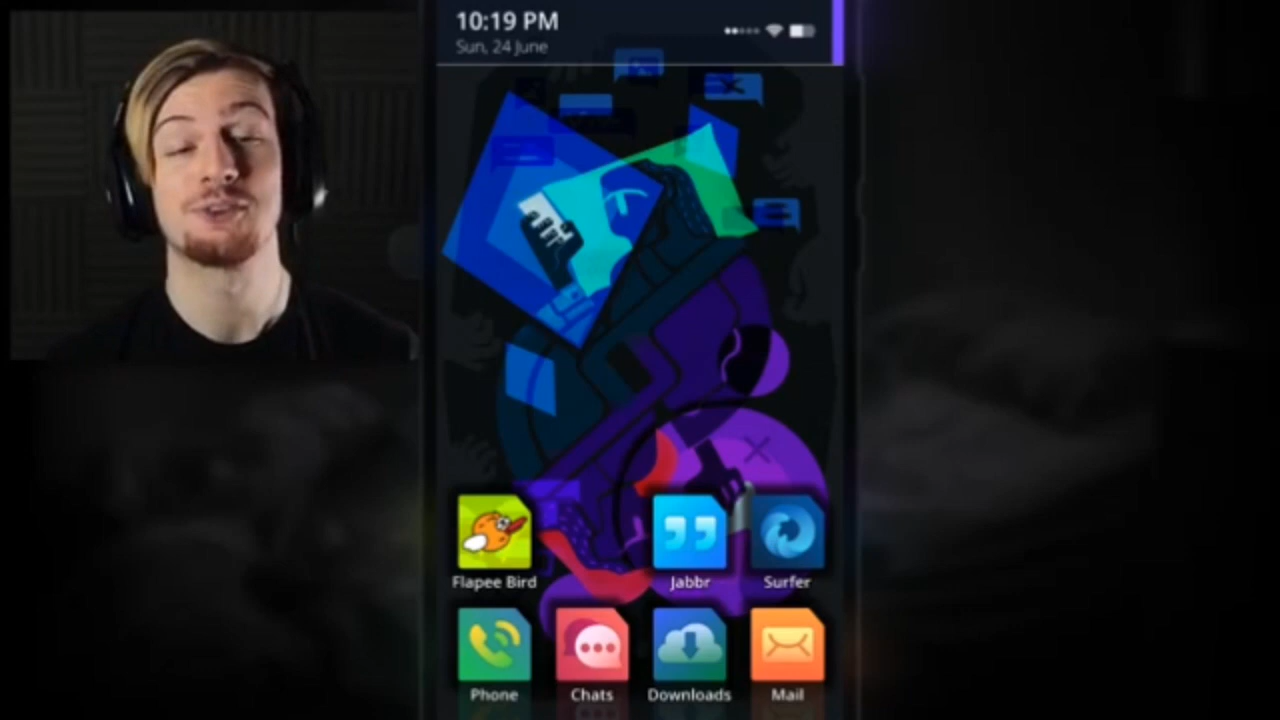 10:19 PM
Sun, 24 June
Flapee Bird
Jabbr
Surfer
Phone
Chats
Downloads
Mail